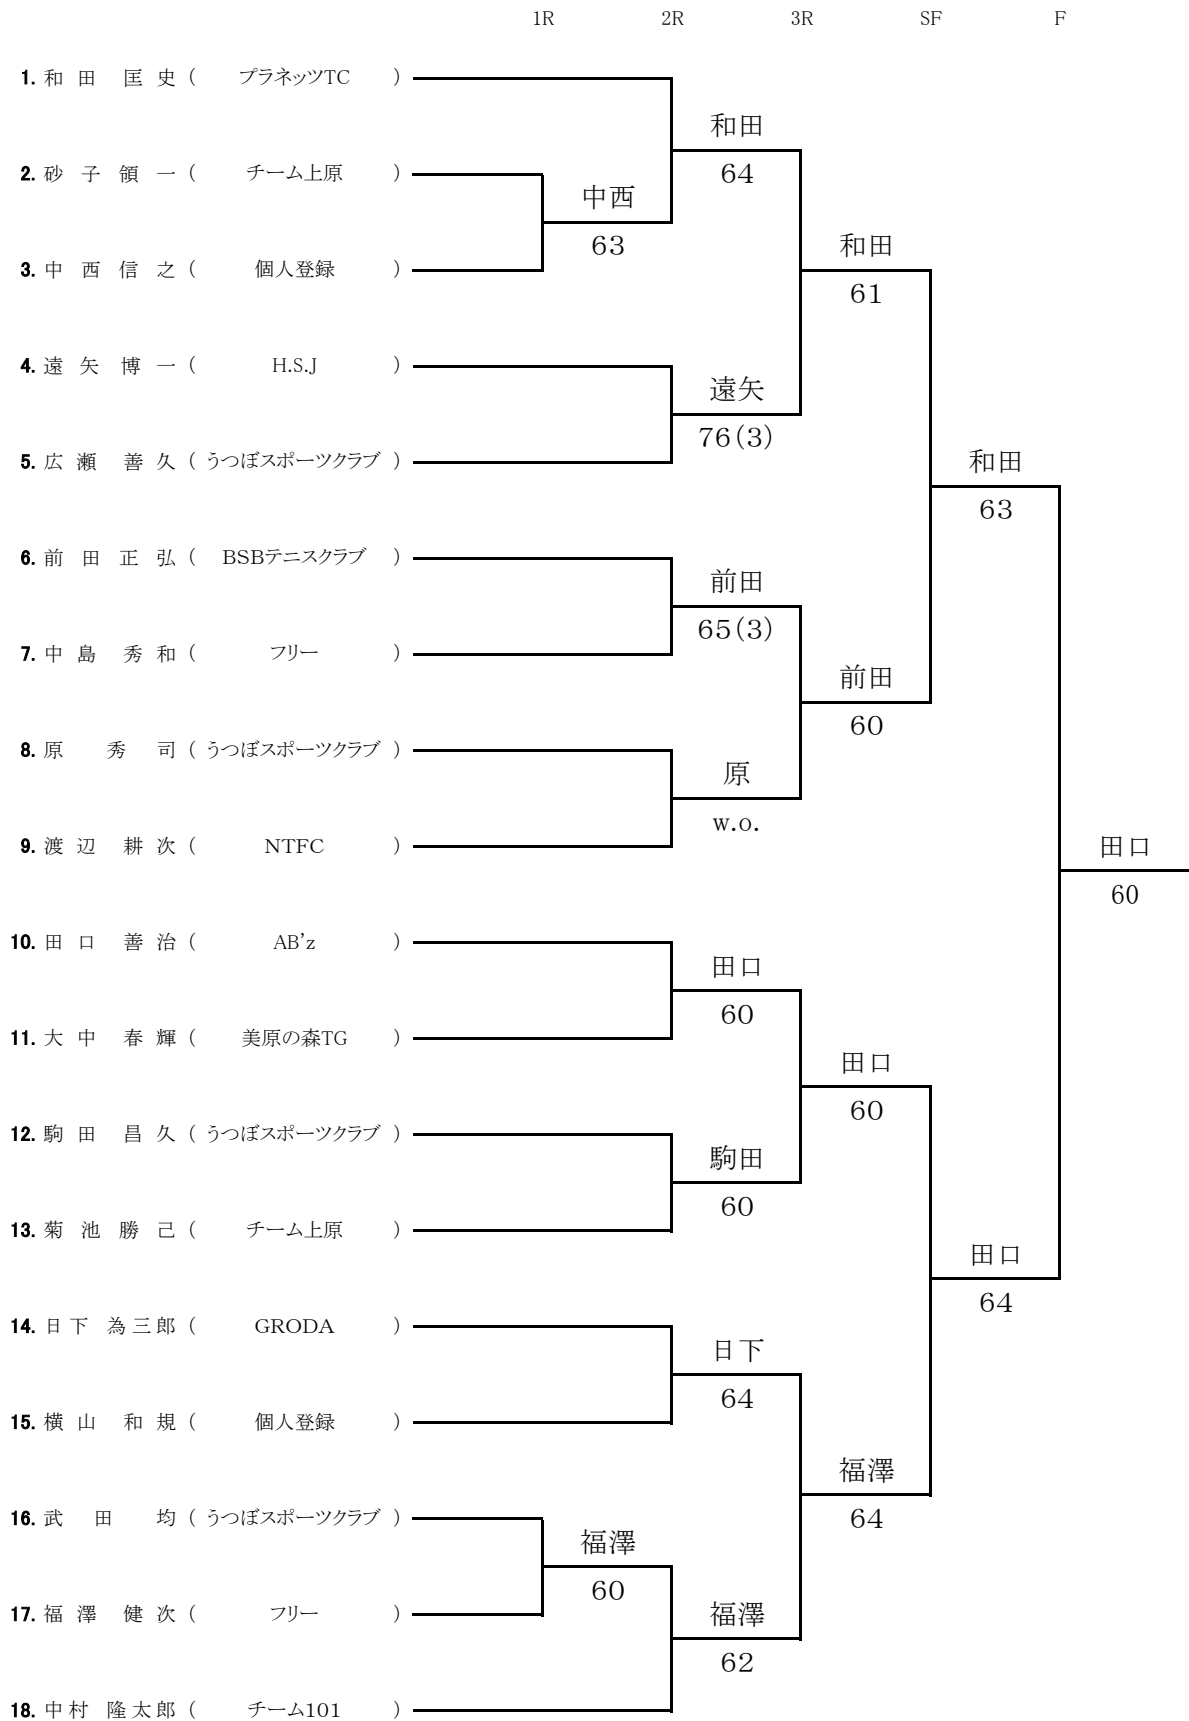 1R 2R 3R SF F
1. 和田 匡史 ( プラネッツTC )
和田
64
2. 砂子領一 ( チーム上原 )
中西
63
3. 中西信之 ( 個人登録 )
和田
61
4. 遠矢博一 ( H.S.J )
遠矢
76(3)
5. 広瀬 善久 ( うつぼスポーツクラブ )
和田
63
6. 前田正弘 ( BSBテニスクラブ )
前田
65(3)
7. 中島 秀和 ( フリー )
前田
60
8. 原 秀司 ( うつぼスポーツクラブ )
原
w.o.
9. 渡辺 耕次 ( NTFC )
田口
60
10. 田口 善治 ( AB'z )
田口
60
11. 大中 春輝 ( 美原の森TG )
田口
60
12. 駒田 昌久 ( うつぼスポーツクラブ )
駒田
60
13. 菊池勝己 ( チーム上原 )
田口
64
14. 日下 為三郎 ( GRODA )
日下
64
15. 横山 和規 ( 個人登録 )
福澤
64
16. 武田 均 ( うつぼスポーツクラブ )
福澤
60
17. 福澤 健次 ( フリー )
福澤
62
18. 中村 隆太郎 ( チーム101 )